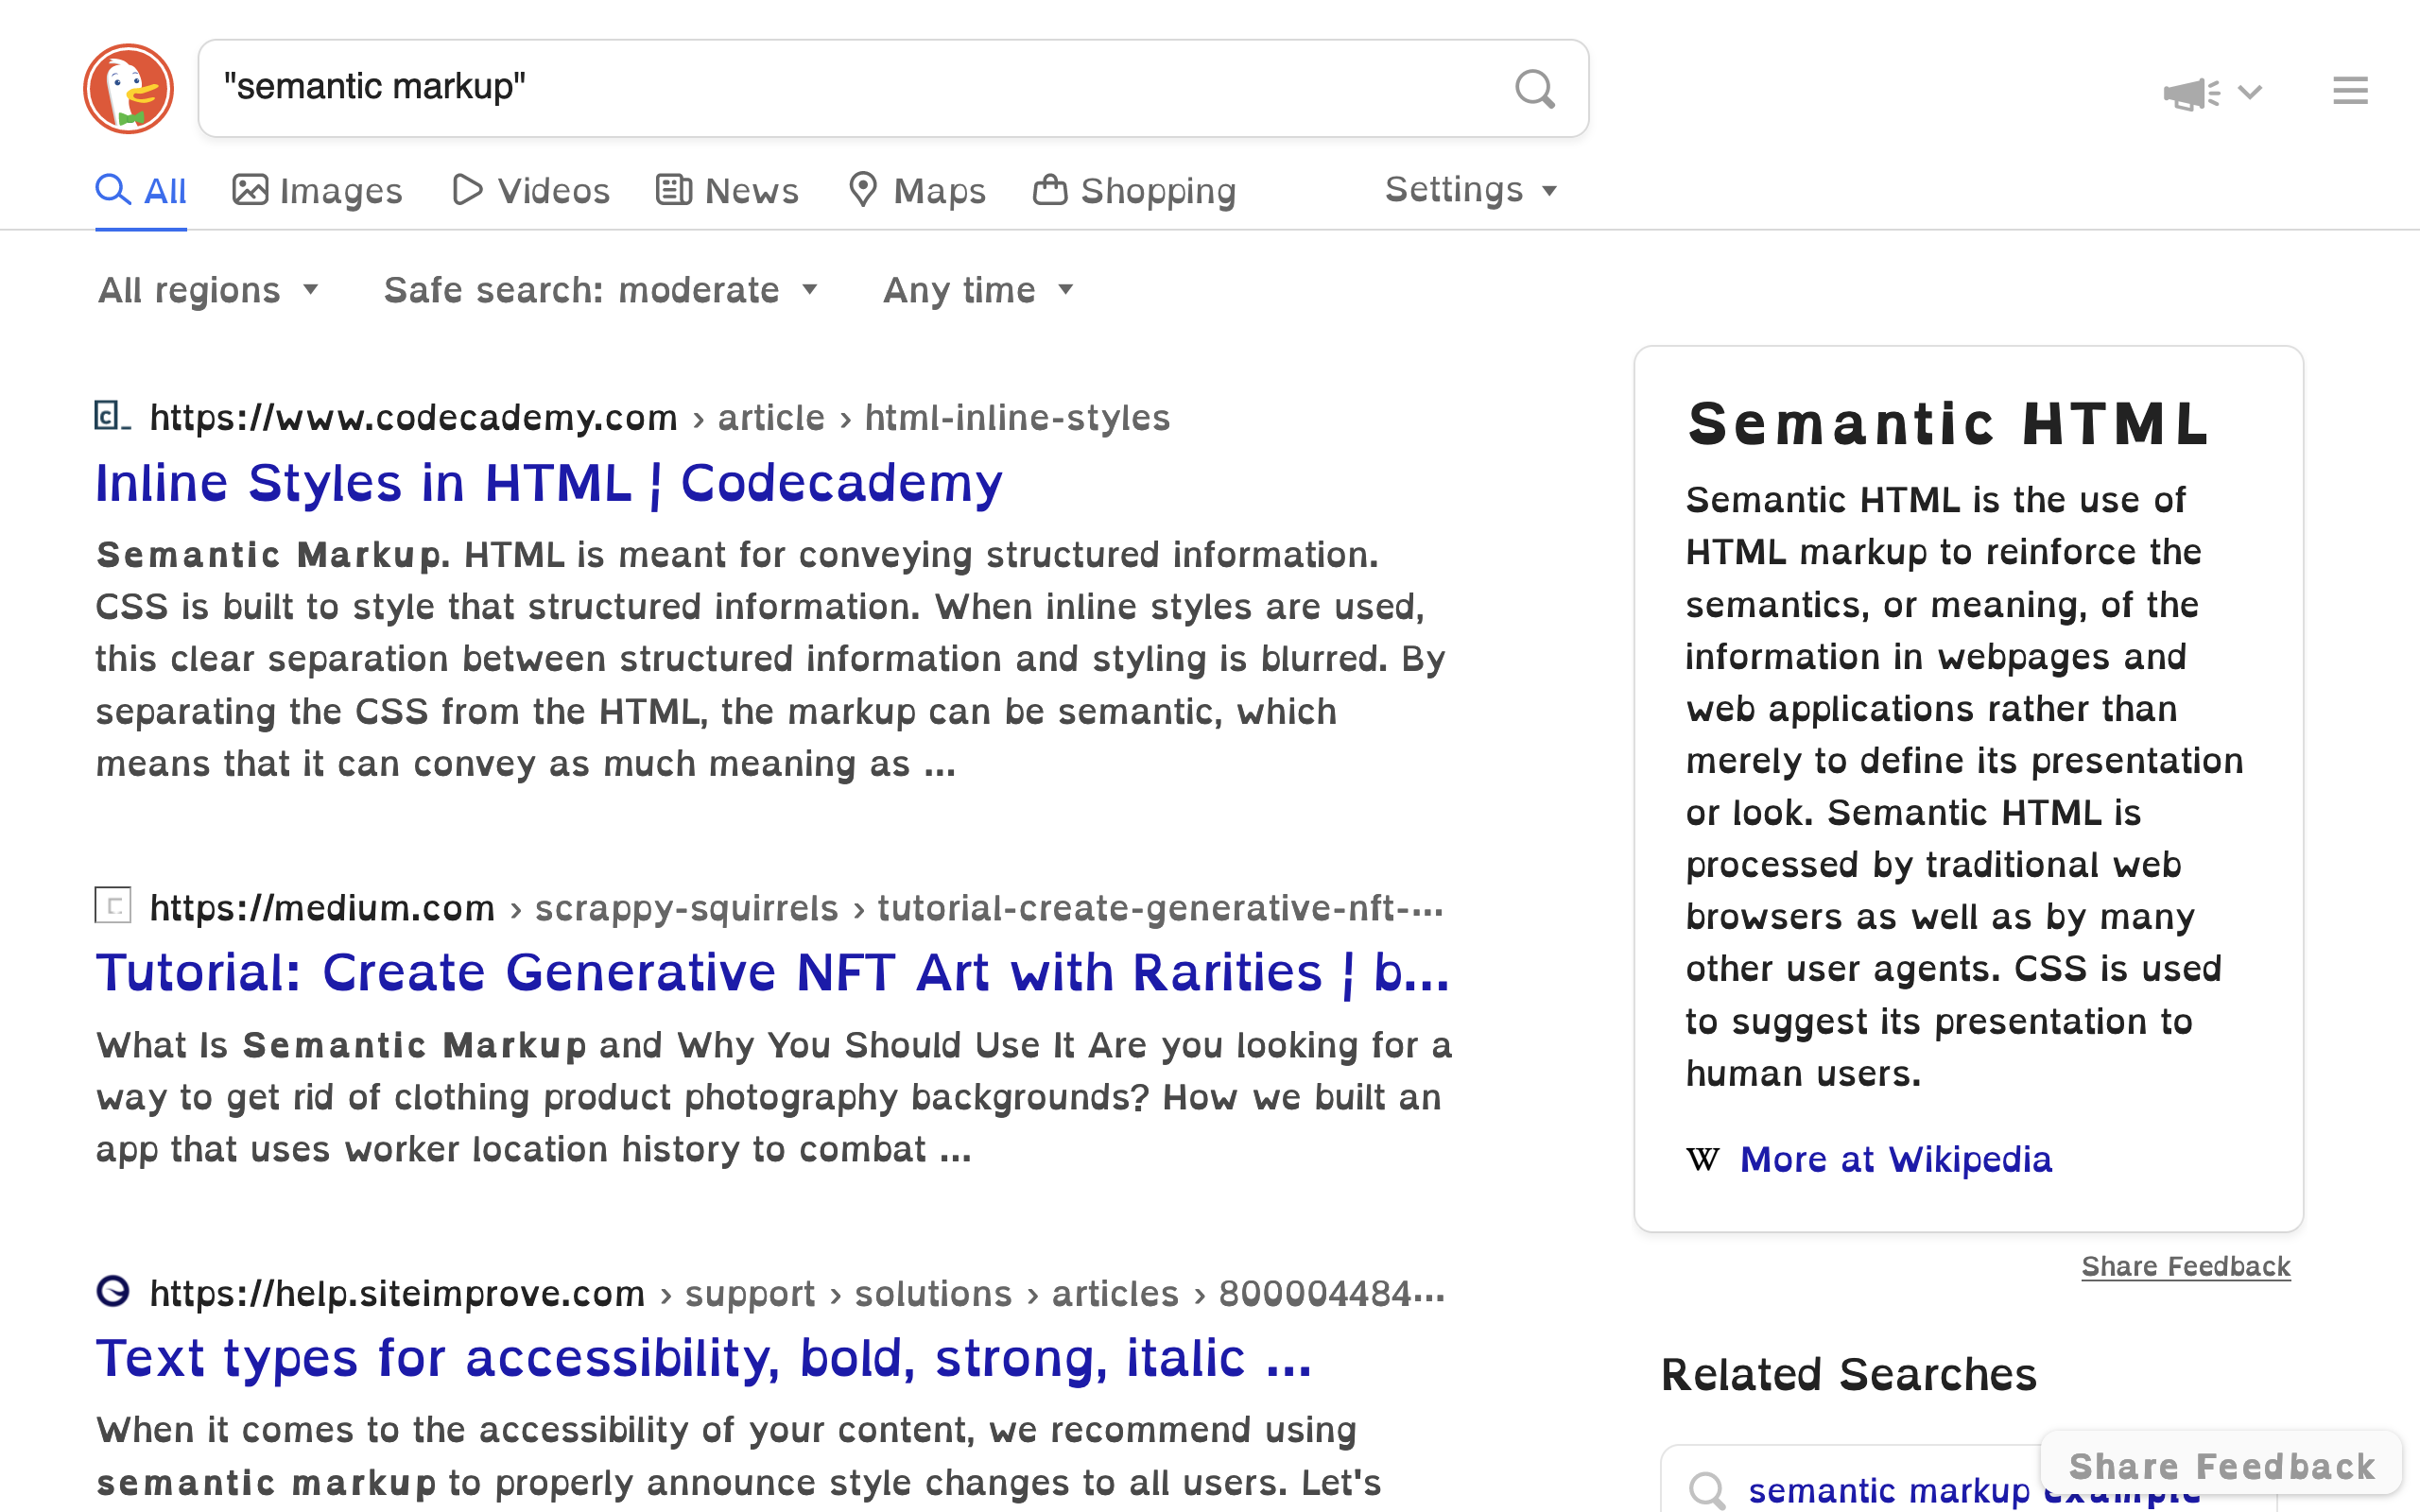 "semantic markup"
All Images Videos News Maps Shopping Settings
All regions Safe search: moderate Any time
https://www.codecademy.com › article › html-inline-styles
Inline Styles in HTML | Codecademy
Semantic Markup. HTML is meant for conveying structured information.
CSS is built to style that structured information. When inline styles are used,
this clear separation between structured information and styling is blurred. By
separating the CSS from the HTML, the markup can be semantic, which
means that it can convey as much meaning as ...
https://medium.com › scrappy-squirrels › tutorial-create-generative-nft-...
Tutorial: Create Generative NFT Art with Rarities | b...
What Is Semantic Markup and Why You Should Use It Are you looking for a
way to get rid of clothing product photography backgrounds? How we built an
app that uses worker location history to combat ...
https://help.siteimprove.com › support › solutions › articles › 800004484...
Text types for accessibility, bold, strong, italic ...
When it comes to the accessibility of your content, we recommend using
semantic markup to properly announce style changes to all users. Let's
Semantic HTML
Semantic HTML is the use of
HTML markup to reinforce the
semantics, or meaning, of the
information in webpages and
web applications rather than
merely to define its presentation
or look. Semantic HTML is
processed by traditional web
browsers as well as by many
other user agents. CSS is used
to suggest its presentation to
human users.
W More at Wikipedia
Share Feedback
Related Searches
semantic markup example
Share Feedback